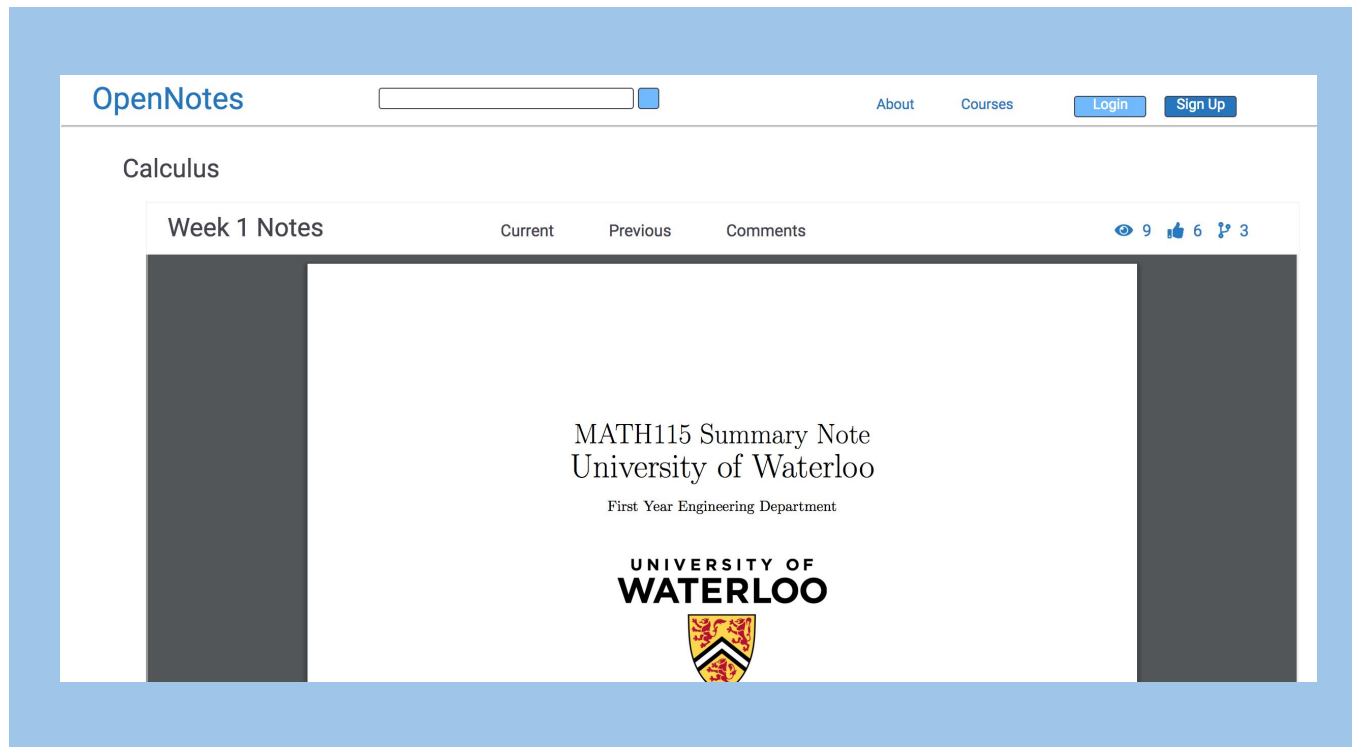 OpenNotes About Courses Login Sign Up
Calculus
Week 1 Notes Current Previous Comments 9 6 3
MATH115 Summary Note
University of Waterloo
First Year Engineering Department
UNIVERSITY OF
WATERLOO